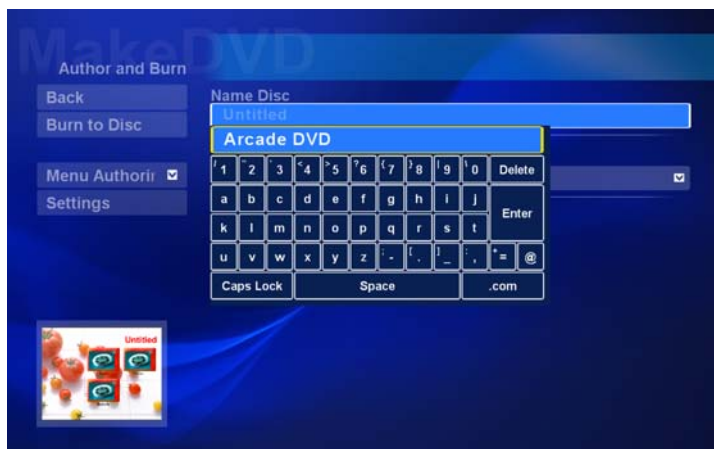 MakeDVD
Author and Burn
Back
Burn to Disc
Menu Authorir
Settings
Name Disc
Untitled
Arcade DVD
1 2 3 <4 >5 ?6 {7 }8 |9 \0 Delete
a b c d e f g h i j
Enter
k l m n o p q r s t
u v w x y z - [. ]_ , = @
Caps Lock Space .com
Untitled